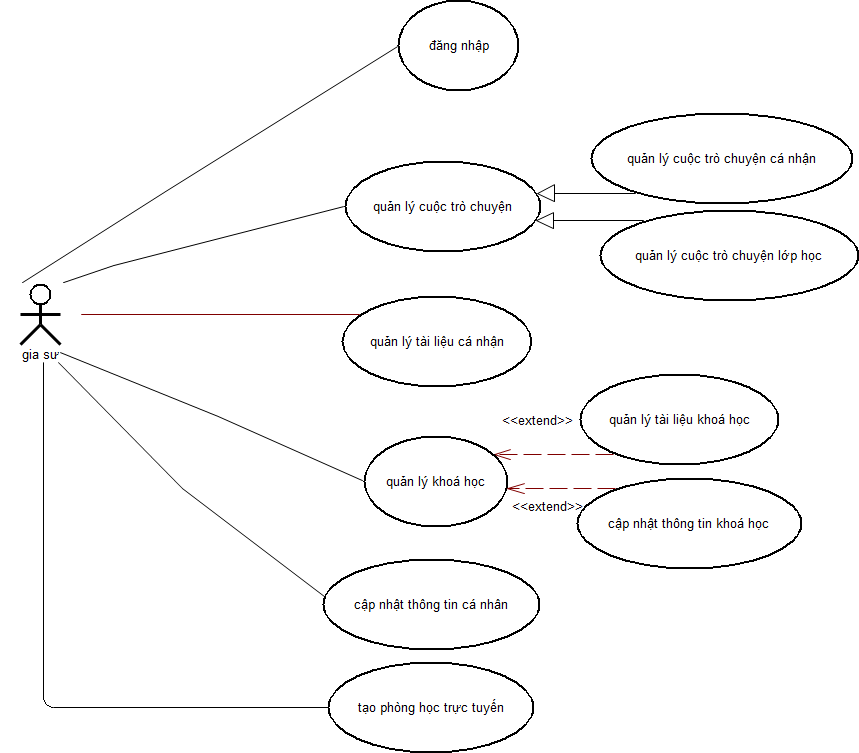 đăng nhập
quản lý cuộc trò chuyện cá nhận
quản lý cuộc trò chuyện
quản lý cuộc trò chuyện lớp học
gia sư
quản lý tài liệu cá nhận
<<extend>>
quản lý tài liệu khoá học
quản lý khoá học
<<extend>>
cập nhật thông tin khoá học
cập nhật thông tin cá nhân
tạo phòng học trực tuyến